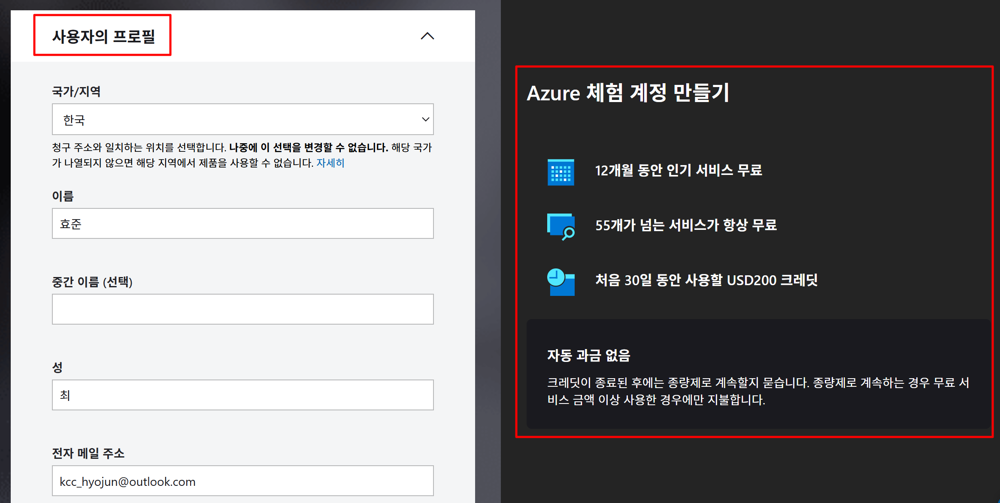 사용자의 프로필
국가/지역
한국
청구 주소와 일치하는 위치를 선택합니다. 나중에 이 선택을 변경할 수 없습니다. 해당 국가
가 나열되지 않으면 해당 지역에서 제품을 사용할 수 없습니다. 자세히
이름
효준
중간 이름 (선택)
성
최
전자 메일 주소
kcc_hyojun@outlook.com
Azure 체험 계정 만들기
12개월 동안 인기 서비스 무료
55개가 넘는 서비스가 항상 무료
처음 30일 동안 사용할 USD200 크레딧
자동 과금 없음
크레딧이 종료된 후에는 종량제로 계속할지 묻습니다. 종량제로 계속하는 경우 무료 서
비스 금액 이상 사용한 경우에만 지불합니다.